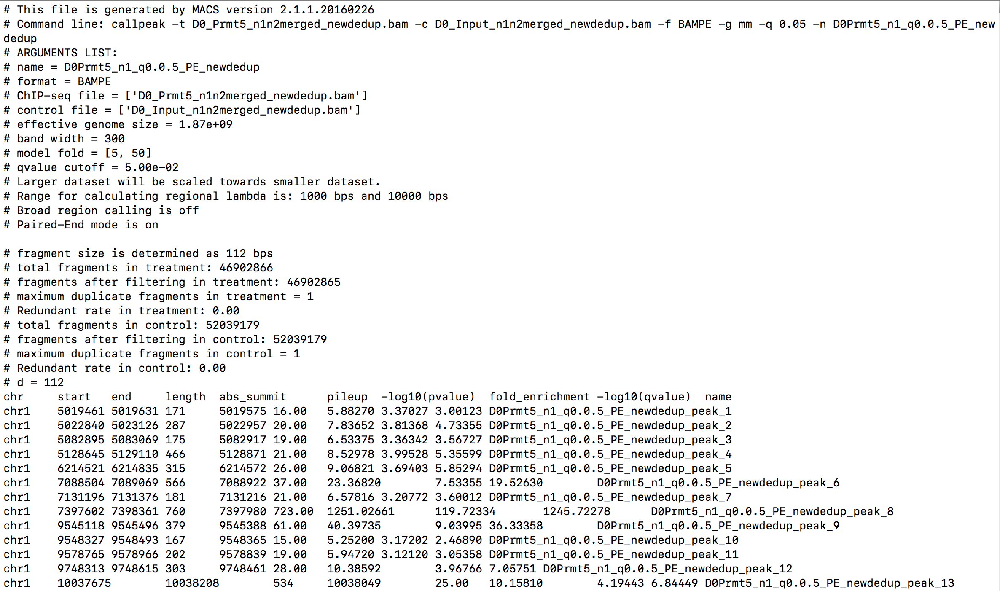 # This file is generated by MACS version 2.1.1.20160226
# Command line: callpeak -t D0_Prmt5_n1n2merged_newdedup.bam -c D0_Input_n1n2merged_newdedup.bam -f BAMPE -g mm -q 0.05 -n D0Prmt5_n1_q0.0.5_PE_new
dedup
# ARGUMENTS LIST:
# name = D0Prmt5_n1_q0.0.5_PE_newdedup
# format = BAMPE
# ChIP-seq file = ['D0_Prmt5_n1n2merged_newdedup.bam']
# control file = ['D0_Input_n1n2merged_newdedup.bam']
# effective genome size = 1.87e+09
# band width = 300
# model fold = [5, 50]
# qvalue cutoff = 5.00e-02
# Larger dataset will be scaled towards smaller dataset.
# Range for calculating regional lambda is: 1000 bps and 10000 bps
# Broad region calling is off
# Paired-End mode is on
# fragment size is determined as 112 bps
# total fragments in treatment: 46902866
# fragments after filtering in treatment: 46902865
# maximum duplicate fragments in treatment = 1
# Redundant rate in treatment: 0.00
# total fragments in control: 52039179
# fragments after filtering in control: 52039179
# maximum duplicate fragments in control = 1
# Redundant rate in control: 0.00
# d = 112
chr start end length abs_summit pileup -log10(pvalue) fold_enrichment -log10(qvalue) name
chr1 5019461 5019631 171 5019575 16.00 5.88270 3.37027 3.00123 D0Prmt5_n1_q0.0.5_PE_newdedup_peak_1
chr1 5022840 5023126 287 5022957 20.00 7.83652 3.81368 4.73355 D0Prmt5_n1_q0.0.5_PE_newdedup_peak_2
chr1 5082895 5083069 175 5082917 19.00 6.53375 3.36342 3.56727 D0Prmt5_n1_q0.0.5_PE_newdedup_peak_3
chr1 5128645 5129110 466 5128871 21.00 8.52978 3.99528 5.35599 D0Prmt5_n1_q0.0.5_PE_newdedup_peak_4
chr1 6214521 6214835 315 6214572 26.00 9.06821 3.69403 5.85294 D0Prmt5_n1_q0.0.5_PE_newdedup_peak_5
chr1 7088504 7089069 566 7088922 37.00 23.36820 7.53355 19.52630 D0Prmt5_n1_q0.0.5_PE_newdedup_peak_6
chr1 7131196 7131376 181 7131216 21.00 6.57816 3.20772 3.60012 D0Prmt5_n1_q0.0.5_PE_newdedup_peak_7
chr1 7397602 7398361 760 7397980 723.00 1251.02661 119.72334 1245.72278 D0Prmt5_n1_q0.0.5_PE_newdedup_peak_8
chr1 9545118 9545496 379 9545388 61.00 40.39735 9.03995 36.33358 D0Prmt5_n1_q0.0.5_PE_newdedup_peak_9
chr1 9548327 9548493 167 9548365 15.00 5.25200 3.17202 2.46890 D0Prmt5_n1_q0.0.5_PE_newdedup_peak_10
chr1 9578765 9578966 202 9578839 19.00 5.94720 3.12120 3.05358 D0Prmt5_n1_q0.0.5_PE_newdedup_peak_11
chr1 9748313 9748615 303 9748461 28.00 10.38592 3.96766 7.05751 D0Prmt5_n1_q0.0.5_PE_newdedup_peak_12
chr1 10037675 10038208 534 10038049 25.00 10.15810 4.19443 6.84449 D0Prmt5_n1_q0.0.5_PE_newdedup_peak_13